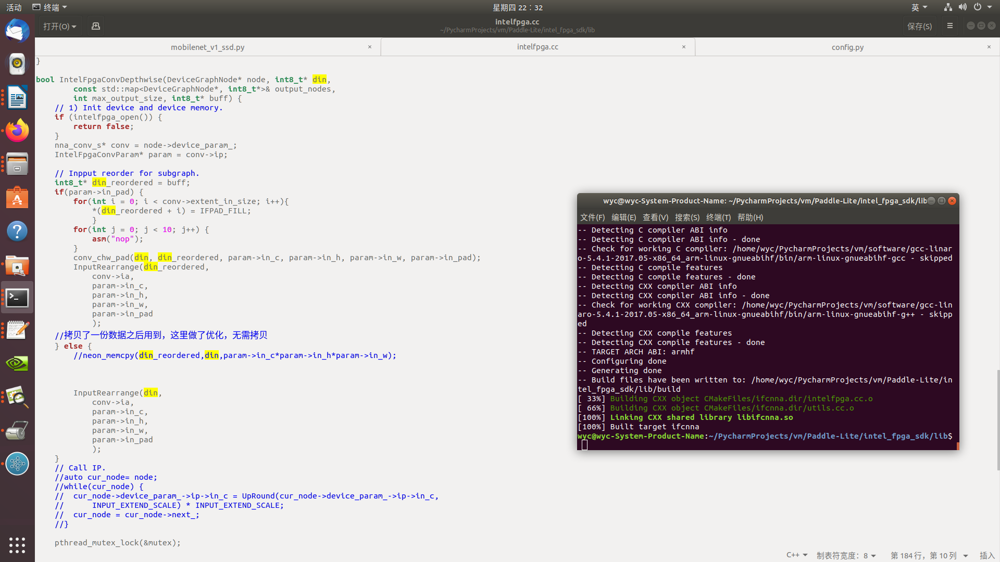 活动
终端
星期四 22：32
英
打开(O)
intelfpga.cc
~/PycharmProjects/vm/Paddle-Lite/intel_fpga_sdk/lib
保存(S)
mobilenet_v1_ssd.py
intelfpga.cc
config.py
}
bool IntelFpgaConvDepthwise(DeviceGraphNode* node, int8_t* din,
        const std::map<DeviceGraphNode*, int8_t*>& output_nodes,
        int max_output_size, int8_t* buff) {
    // 1) Init device and device memory.
    if (intelfpga_open()) {
        return false;
    }
    nna_conv_s* conv = node->device_param_;
    IntelFpgaConvParam* param = conv->ip;
    // Inpput reorder for subgraph.
    int8_t* din_reordered = buff;
    if(param->in_pad) {
        for(int i = 0; i < conv->extent_in_size; i++){
            *(din_reordered + i) = IFPAD_FILL;
            }
        for(int j = 0; j < 10; j++) {
            asm("nop");
        }
        conv_chw_pad(din, din_reordered, param->in_c, param->in_h, param->in_w, param->in_pad);
        InputRearrange(din_reordered,
            conv->ia,
            param->in_c,
            param->in_h,
            param->in_w,
            param->in_pad
            );
    //拷贝了一份数据之后用到，这里做了优化，无需拷贝
    } else {
        //neon_memcpy(din_reordered,din,param->in_c*param->in_h*param->in_w);
        InputRearrange(din,
            conv->ia,
            param->in_c,
            param->in_h,
            param->in_w,
            param->in_pad
            );
    }
    // Call IP.
    //auto cur_node= node;
    //while(cur_node) {
    //  cur_node->device_param_->ip->in_c = UpRound(cur_node->device_param_->ip->in_c,
    //      INPUT_EXTEND_SCALE) * INPUT_EXTEND_SCALE;
    //  cur_node = cur_node->next_;
    //}
    pthread_mutex_lock(&mutex);
C++
制表符宽度：8
第 184 行，第 10 列
插入
wyc@wyc-System-Product-Name: ~/PycharmProjects/vm/Paddle-Lite/intel_fpga_sdk/lib
文件(F) 编辑(E) 查看(V) 搜索(S) 终端(T) 帮助(H)
-- Detecting C compiler ABI info
-- Detecting C compiler ABI info - done
-- Check for working C compiler: /home/wyc/PycharmProjects/vm/software/gcc-linar
o-5.4.1-2017.05-x86_64_arm-linux-gnueabihf/bin/arm-linux-gnueabihf-gcc - skipped
-- Detecting C compile features
-- Detecting C compile features - done
-- Detecting CXX compiler ABI info
-- Detecting CXX compiler ABI info - done
-- Check for working CXX compiler: /home/wyc/PycharmProjects/vm/software/gcc-lin
aro-5.4.1-2017.05-x86_64_arm-linux-gnueabihf/bin/arm-linux-gnueabihf-g++ - skipp
ed
-- Detecting CXX compile features
-- Detecting CXX compile features - done
-- TARGET ARCH ABI: armhf
-- Configuring done
-- Generating done
-- Build files have been written to: /home/wyc/PycharmProjects/vm/Paddle-Lite/in
tel_fpga_sdk/lib/build
[ 33%] Building CXX object CMakeFiles/ifcnna.dir/intelfpga.cc.o
[ 66%] Building CXX object CMakeFiles/ifcnna.dir/utils.cc.o
[100%] Linking CXX shared library libifcnna.so
[100%] Built target ifcnna
wyc@wyc-System-Product-Name:~/PycharmProjects/vm/Paddle-Lite/intel_fpga_sdk/lib$